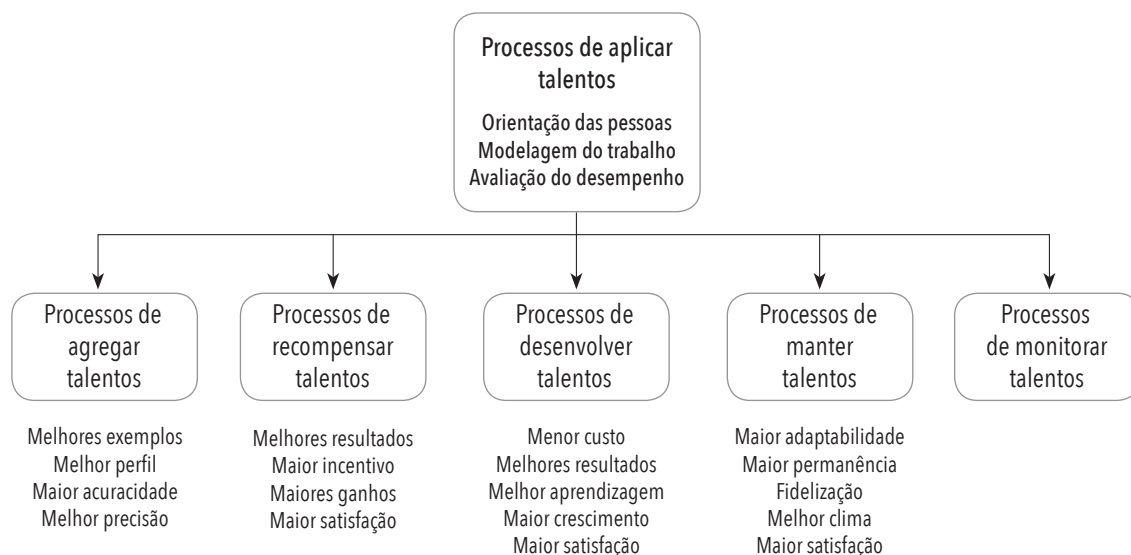 Processos de aplicar
talentos
Orientação das pessoas
Modelagem do trabalho
Avaliação do desempenho
Processos de
agregar
talentos
Melhores exemplos
Melhor perfil
Maior acuracidade
Melhor precisão
Processos de
recompensar
talentos
Melhores resultados
Maior incentivo
Maiores ganhos
Maior satisfação
Processos de
desenvolver
talentos
Menor custo
Melhores resultados
Melhor aprendizagem
Maior crescimento
Maior satisfação
Processos de
manter
talentos
Maior adaptabilidade
Maior permanência
Fidelização
Melhor clima
Maior satisfação
Processos
de monitorar
talentos